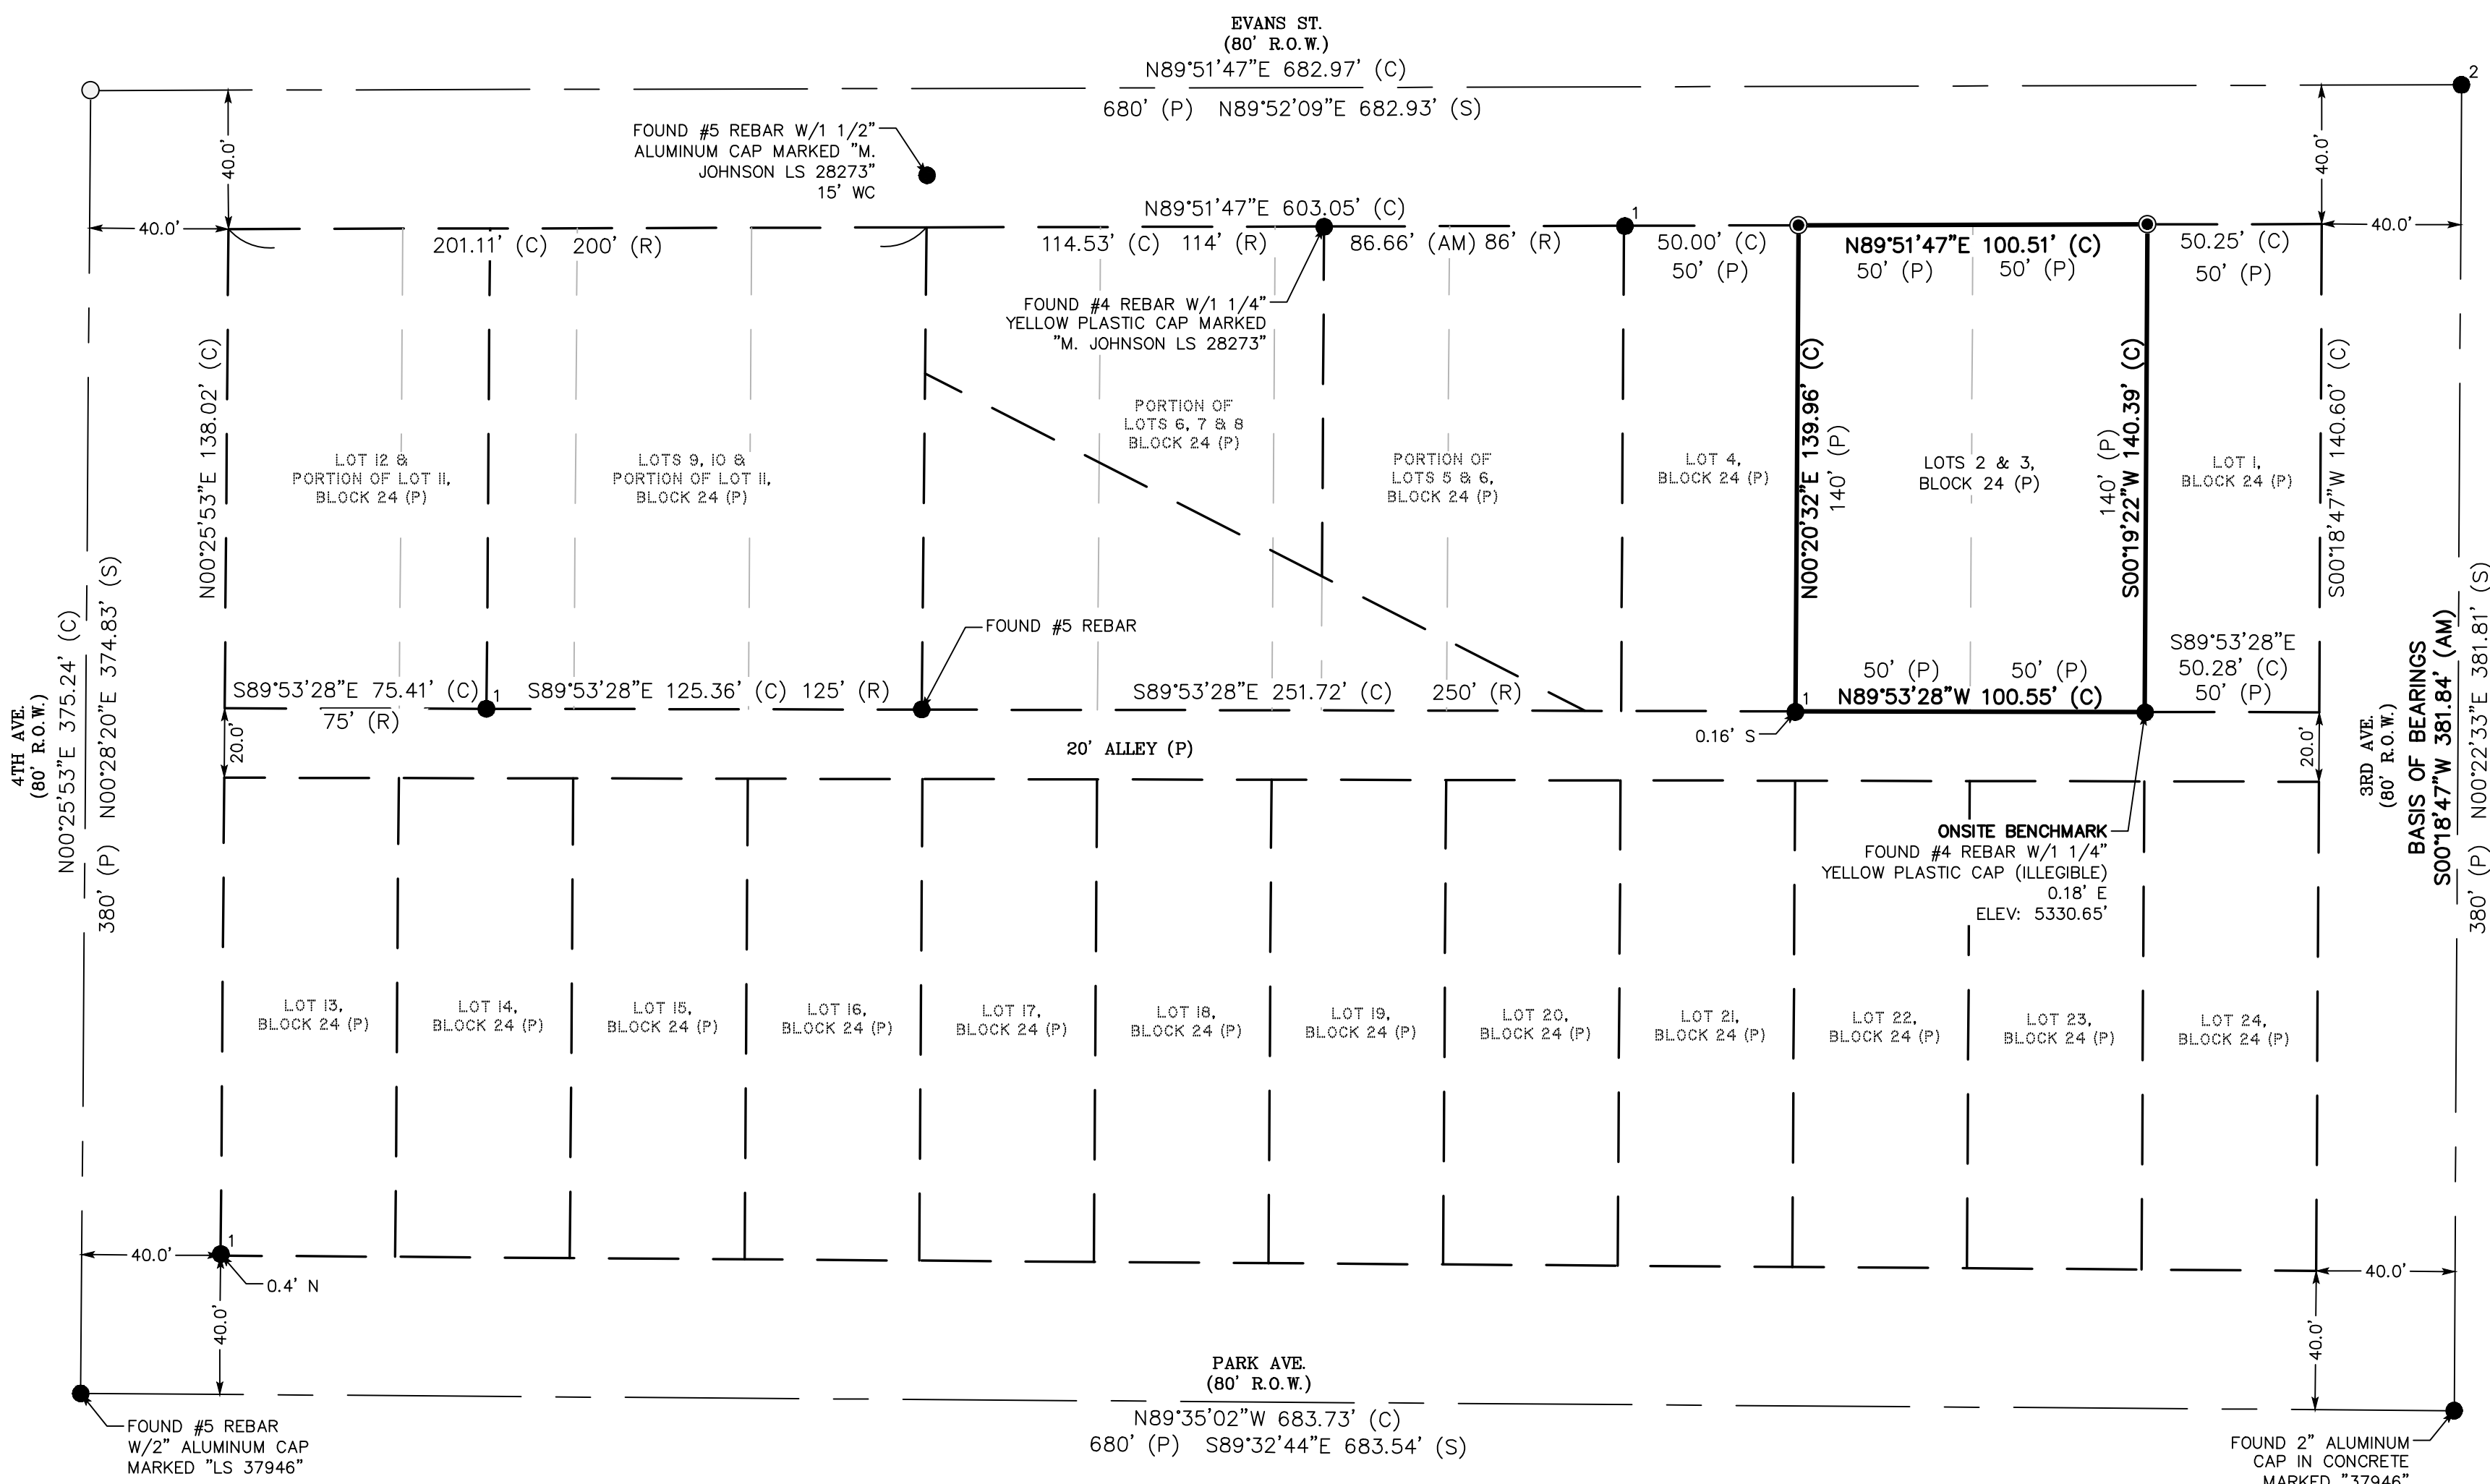 EVANS ST.
(80' R.O.W.)
N89°51'47"E 682.97' (C)
680' (P) N89°52'09"E 682.93' (S)
2
40.0'
40.0'
FOUND #5 REBAR W/1 1/2"
ALUMINUM CAP MARKED "M.
JOHNSON LS 28273"
15' WC
40.0'
40.0'
N89°51'47"E 603.05' (C)
1
201.11' (C) 200' (R)
114.53' (C) 114' (R)
86.66' (AM) 86' (R)
50.00' (C)
50' (P)
N89°51'47"E 100.51' (C)
50' (P) 50' (P)
50.25' (C)
50' (P)
FOUND #4 REBAR W/1 1/4"
YELLOW PLASTIC CAP MARKED
"M. JOHNSON LS 28273"
N00°25'53"E 138.02' (C)
LOT 12 &
PORTION OF LOT 11,
BLOCK 24 (P)
LOTS 9, 10 &
PORTION OF LOT 11,
BLOCK 24 (P)
PORTION OF
LOTS 6, 7 & 8
BLOCK 24 (P)
PORTION OF
LOTS 5 & 6,
BLOCK 24 (P)
LOT 4,
BLOCK 24 (P)
N00°20'32"E 139.96' (C)
140' (P)
LOTS 2 & 3,
BLOCK 24 (P)
140' (P)
S00°19'22"W 140.39' (C)
LOT 1,
BLOCK 24 (P)
S00°18'47"W 140.60' (C)
FOUND #5 REBAR
S89°53'28"E 75.41' (C)
75' (R)
1
S89°53'28"E 125.36' (C) 125' (R)
S89°53'28"E 251.72' (C) 250' (R)
50' (P) 50' (P)
N89°53'28"W 100.55' (C)
1
0.16' S
S89°53'28"E
50.28' (C)
50' (P)
20.0'
20' ALLEY (P)
20.0'
4TH AVE.
(80' R.O.W.)
N00°25'53"E 375.24' (C)
380' (P) N00°28'20"E 374.83' (S)
3RD AVE.
(80' R.O.W.)
BASIS OF BEARINGS
S00°18'47"W 381.84' (AM)
380' (P) N00°22'33"E 381.81' (S)
ONSITE BENCHMARK
FOUND #4 REBAR W/1 1/4"
YELLOW PLASTIC CAP (ILLEGIBLE)
0.18' E
ELEV: 5330.65'
LOT 13,
BLOCK 24 (P)
LOT 14,
BLOCK 24 (P)
LOT 15,
BLOCK 24 (P)
LOT 16,
BLOCK 24 (P)
LOT 17,
BLOCK 24 (P)
LOT 18,
BLOCK 24 (P)
LOT 19,
BLOCK 24 (P)
LOT 20,
BLOCK 24 (P)
LOT 21,
BLOCK 24 (P)
LOT 22,
BLOCK 24 (P)
LOT 23,
BLOCK 24 (P)
LOT 24,
BLOCK 24 (P)
40.0'
1
0.4' N
40.0'
40.0'
40.0'
PARK AVE.
(80' R.O.W.)
N89°35'02"W 683.73' (C)
680' (P) S89°32'44"E 683.54' (S)
FOUND #5 REBAR
W/2" ALUMINUM CAP
MARKED "LS 37946"
FOUND 2" ALUMINUM
CAP IN CONCRETE
MARKED "37946"